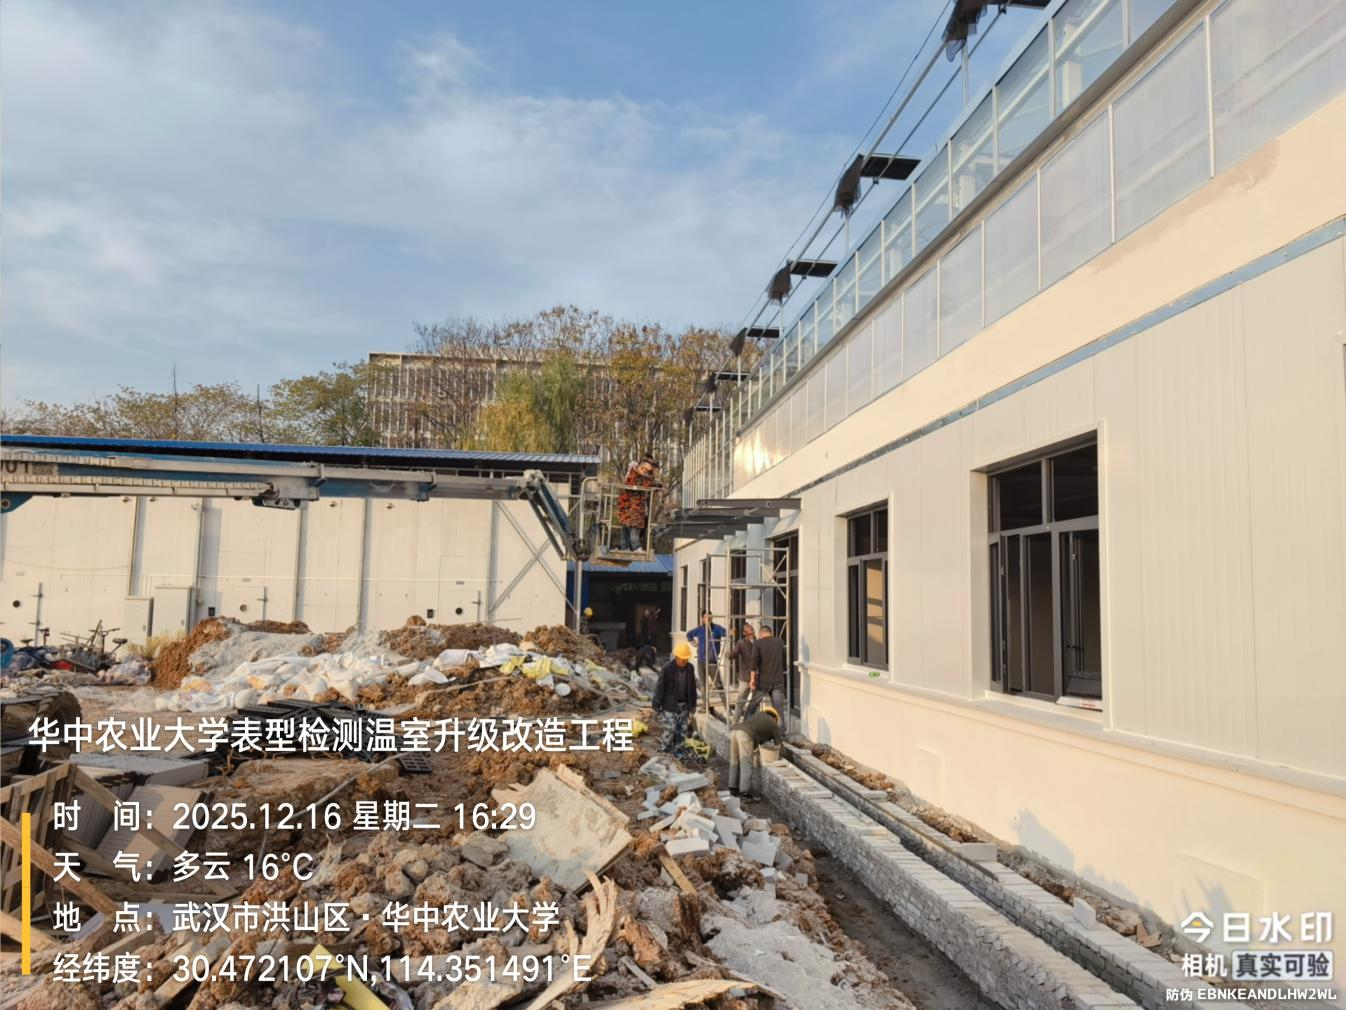 华中农业大学表型检测温室升级改造工程
时 间：2025.12.16 星期二 16:29
天 气：多云 16°C
地 点：武汉市洪山区·华中农业大学
经纬度：30.472107°N,114.351491°E
今日水印
相机 真实可验
防伪 EBNKEANDLHW2WL